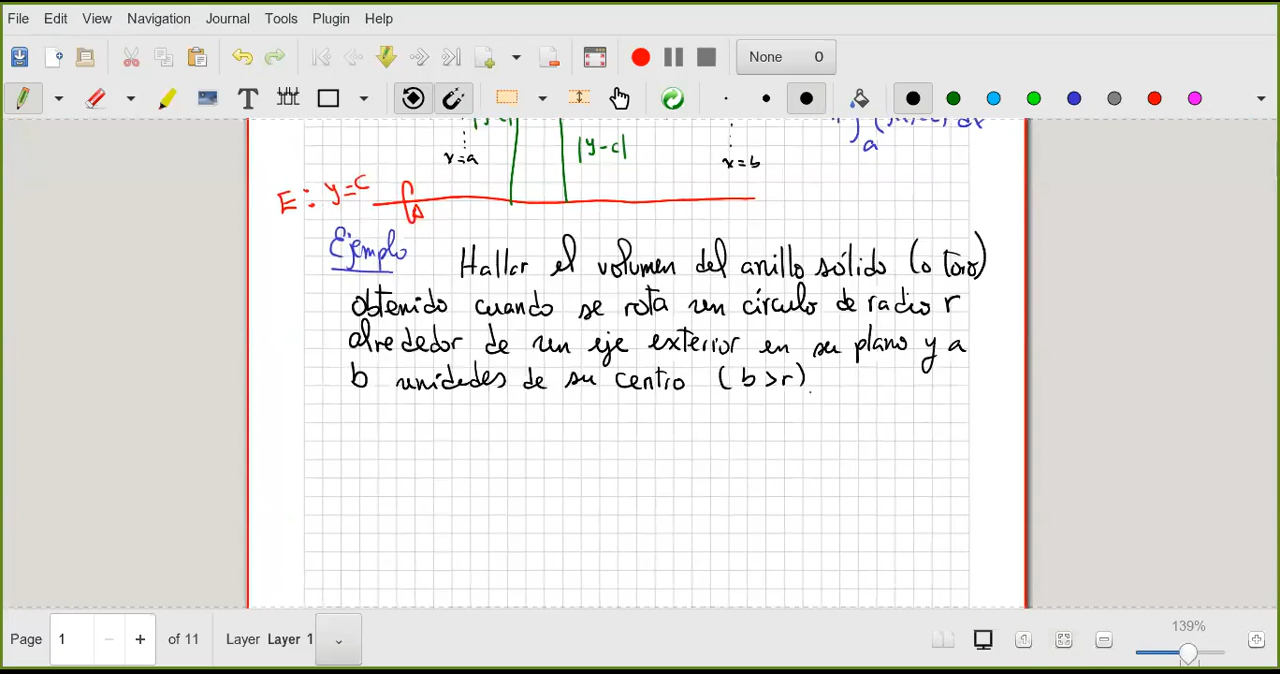 File Edit View Navigation Journal Tools Plugin Help
None 0
T
|y-c|
x=a
|y-c|
x=b
a
E: y=c
Ejemplo Hallar el volumen del anillo sólido (o toro)
obtenido cuando se rota un círculo de radio r
alrededor de un eje exterior en su plano y a
b unidades de su centro (b>r).
Page 1 of 11 Layer Layer 1 139%